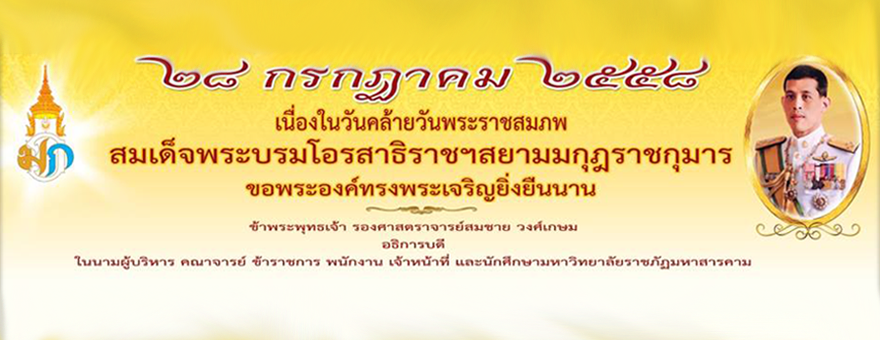 ๒๘ กรกฎาคม ๒๕๕๘
เนื่องในวันคล้ายวันพระราชสมภพ
สมเด็จพระบรมโอรสาธิราชฯสยามมกุฎราชกุมาร
ขอพระองค์ทรงพระเจริญยิ่งยืนนาน
ข้าพระพุทธเจ้า รองศาสตราจารย์สมชาย วงศ์เกษม
อธิการบดี
ในนามผู้บริหาร คณาจารย์ ข้าราชการ พนักงาน เจ้าหน้าที่ และนักศึกษามหาวิทยาลัยราชภัฏมหาสารคาม
มก